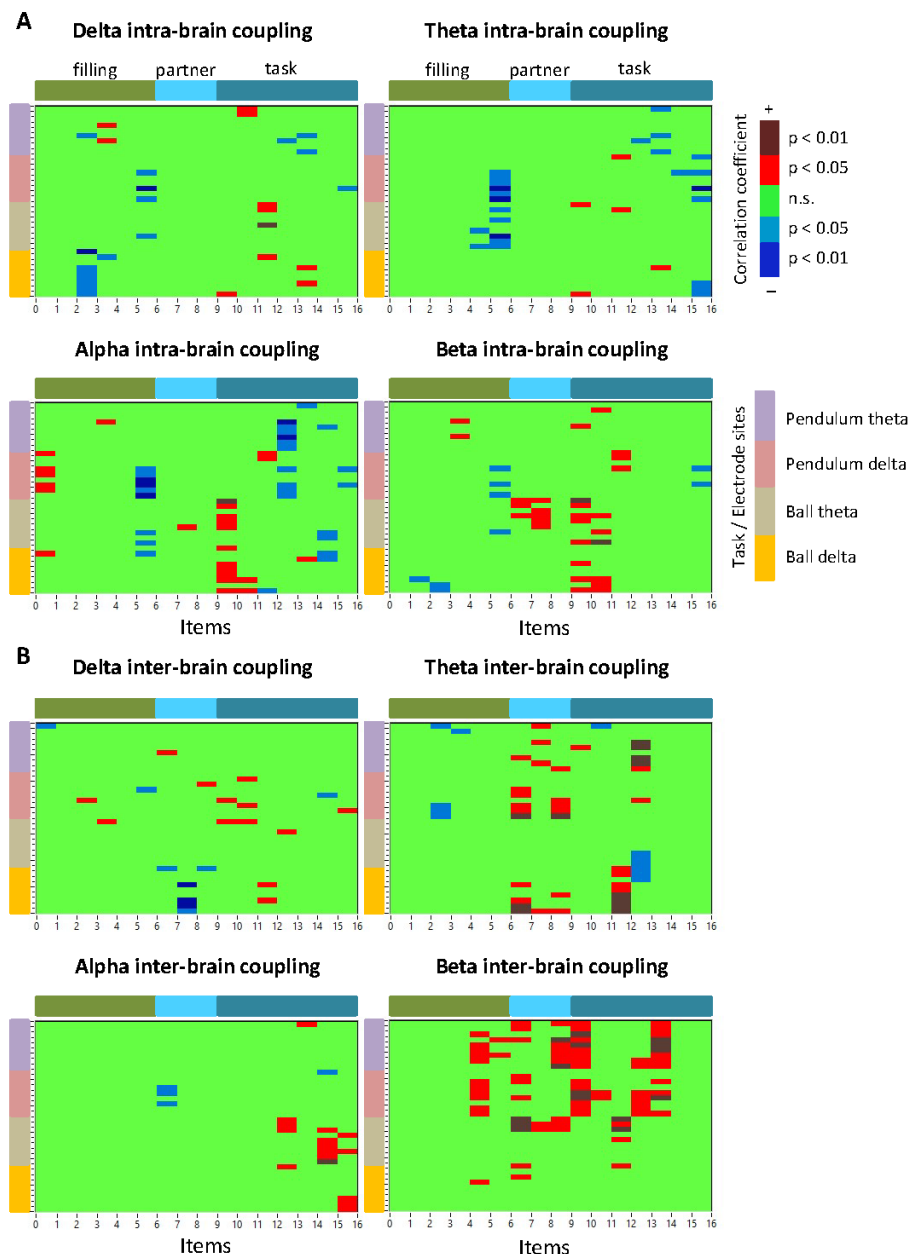 A
Delta intra-brain coupling Theta intra-brain coupling
filling partner task filling partner task
+
p < 0.01
p < 0.05
n.s.
p < 0.05
p < 0.01
–
Correlation coefficient
0 1 2 3 4 5 6 7 8 9 10 11 12 13 14 15 16 0 1 2 3 4 5 6 7 8 9 10 11 12 13 14 15 16
Alpha intra-brain coupling Beta intra-brain coupling
Task / Electrode sites
Pendulum theta
Pendulum delta
Ball theta
Ball delta
0 1 2 3 4 5 6 7 8 9 10 11 12 13 14 15 16 0 1 2 3 4 5 6 7 8 9 10 11 12 13 14 15 16
Items Items
B
Delta inter-brain coupling Theta inter-brain coupling
0 1 2 3 4 5 6 7 8 9 10 11 12 13 14 15 16 0 1 2 3 4 5 6 7 8 9 10 11 12 13 14 15 16
Alpha inter-brain coupling Beta inter-brain coupling
0 1 2 3 4 5 6 7 8 9 10 11 12 13 14 15 16 0 1 2 3 4 5 6 7 8 9 10 11 12 13 14 15 16
Items Items